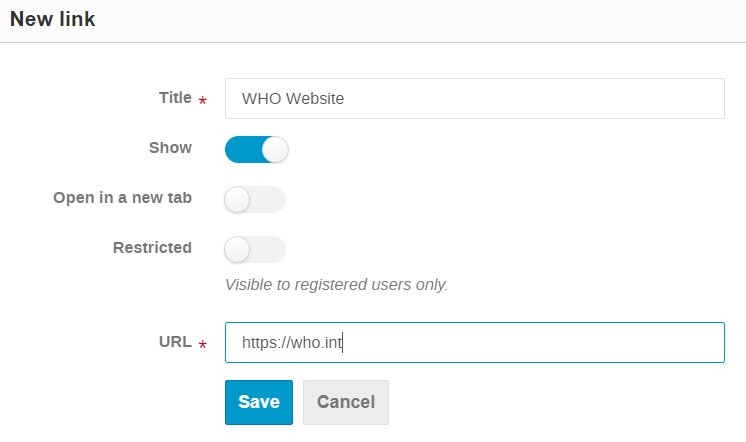 New link
Title *
WHO Website
Show
Open in a new tab
Restricted
Visible to registered users only.
URL *
https://who.int
Save Cancel